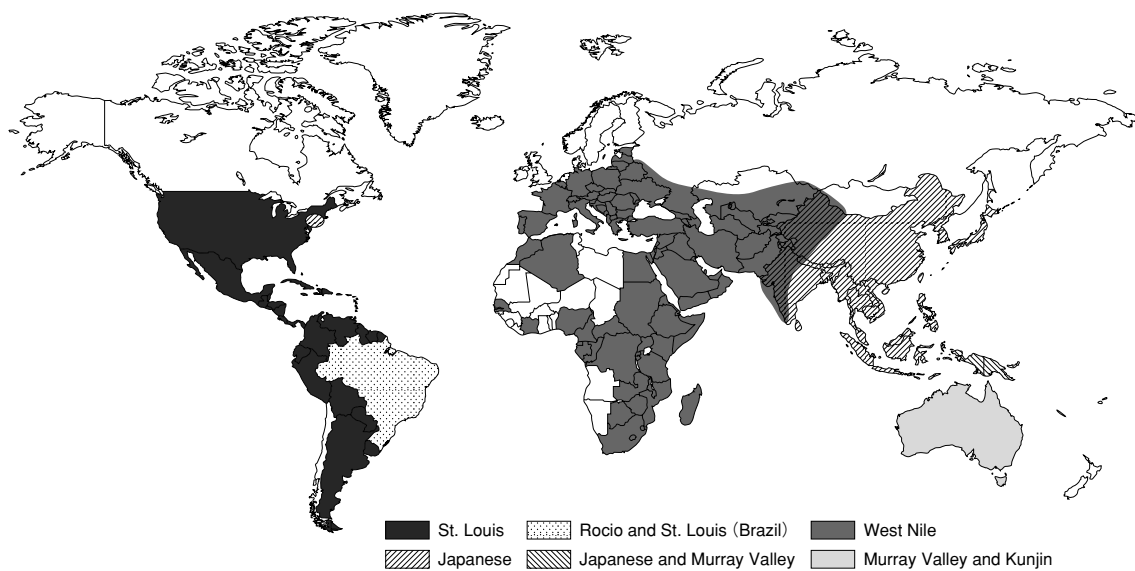 St. Louis
Rocio and St. Louis (Brazil)
West Nile
Japanese
Japanese and Murray Valley
Murray Valley and Kunjin